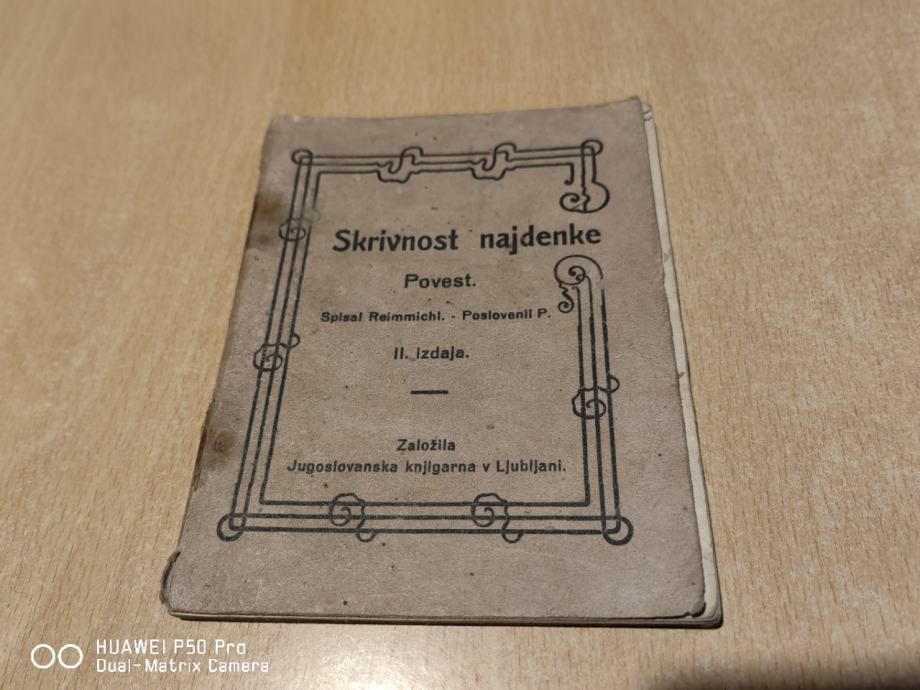 Skrivnost najdenke
Povest.
Spisal Reimmichl. - Poslovenil P.
II. izdaja.
Založila
Jugoslovanska knjigarna v Ljubljani.
HUAWEI P50 Pro
Dual-Matrix Camera